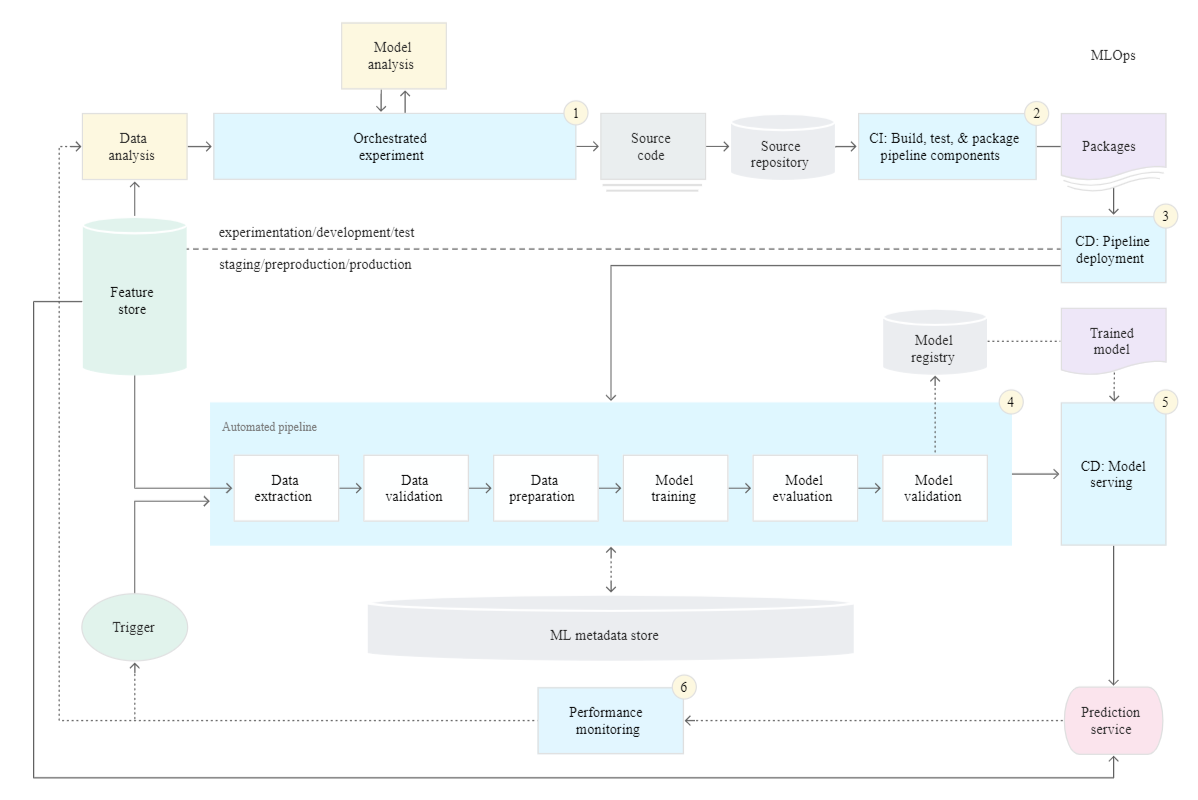 Model
analysis
MLOps
1
2
Data
analysis
Orchestrated
experiment
Source
code
Source
repository
CI: Build, test, & package
pipeline components
Packages
experimentation/development/test
staging/preproduction/production
3
CD: Pipeline
deployment
Feature
store
Model
registry
Trained
model
4
5
Automated pipeline
Data
extraction
Data
validation
Data
preparation
Model
training
Model
evaluation
Model
validation
CD: Model
serving
Trigger
ML metadata store
6
Performance
monitoring
Prediction
service